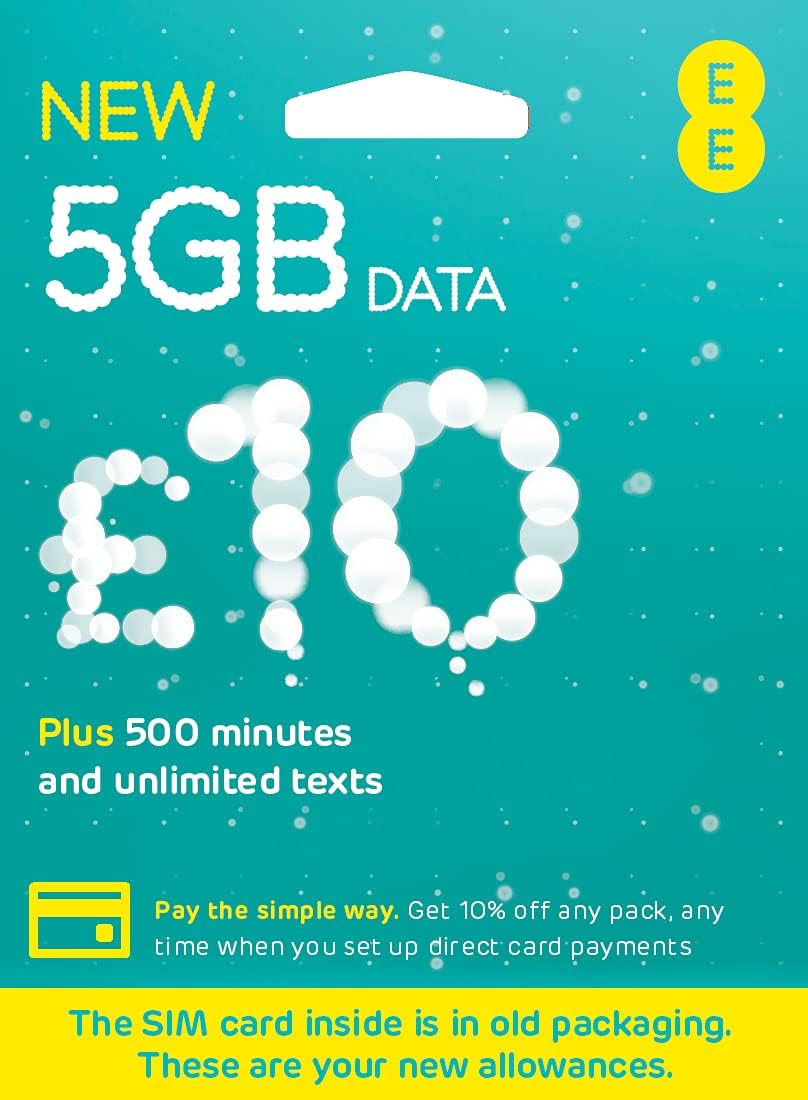 NEW
E
E
5GB DATA
£10
Plus 500 minutes
and unlimited texts
Pay the simple way. Get 10% off any pack, any
time when you set up direct card payments
The SIM card inside is in old packaging.
These are your new allowances.